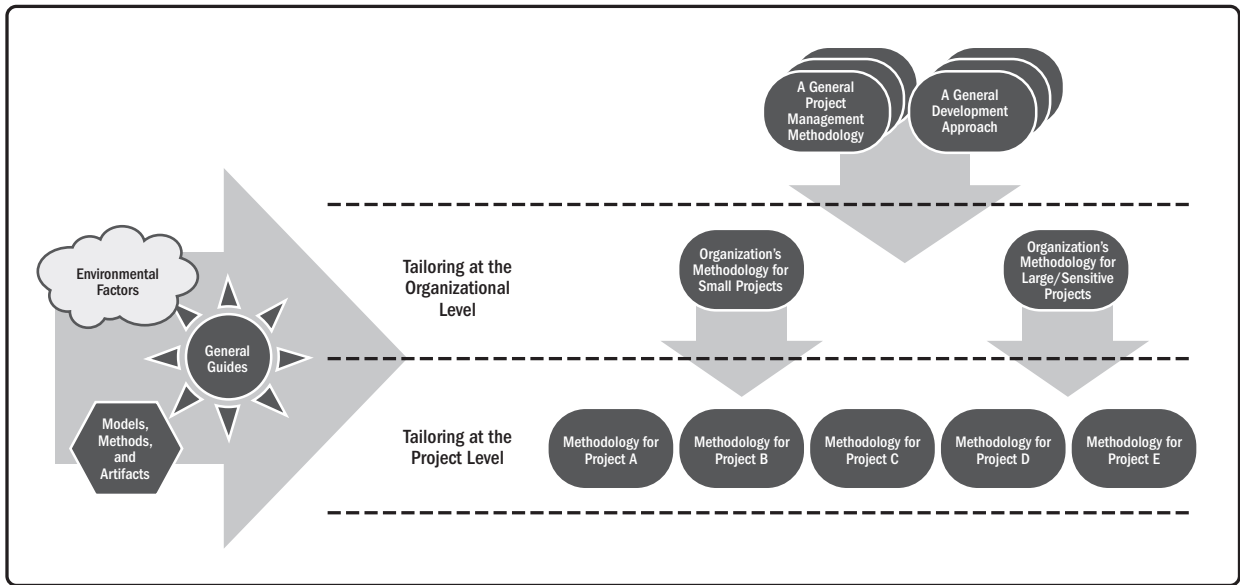 A General
Project
Management
Methodology
A General
Development
Approach
Environmental
Factors
General
Guides
Models,
Methods,
and
Artifacts
Tailoring at the
Organizational
Level
Organization's
Methodology for
Small Projects
Organization's
Methodology for
Large/Sensitive
Projects
Tailoring at the
Project Level
Methodology for
Project A
Methodology for
Project B
Methodology for
Project C
Methodology for
Project D
Methodology for
Project E